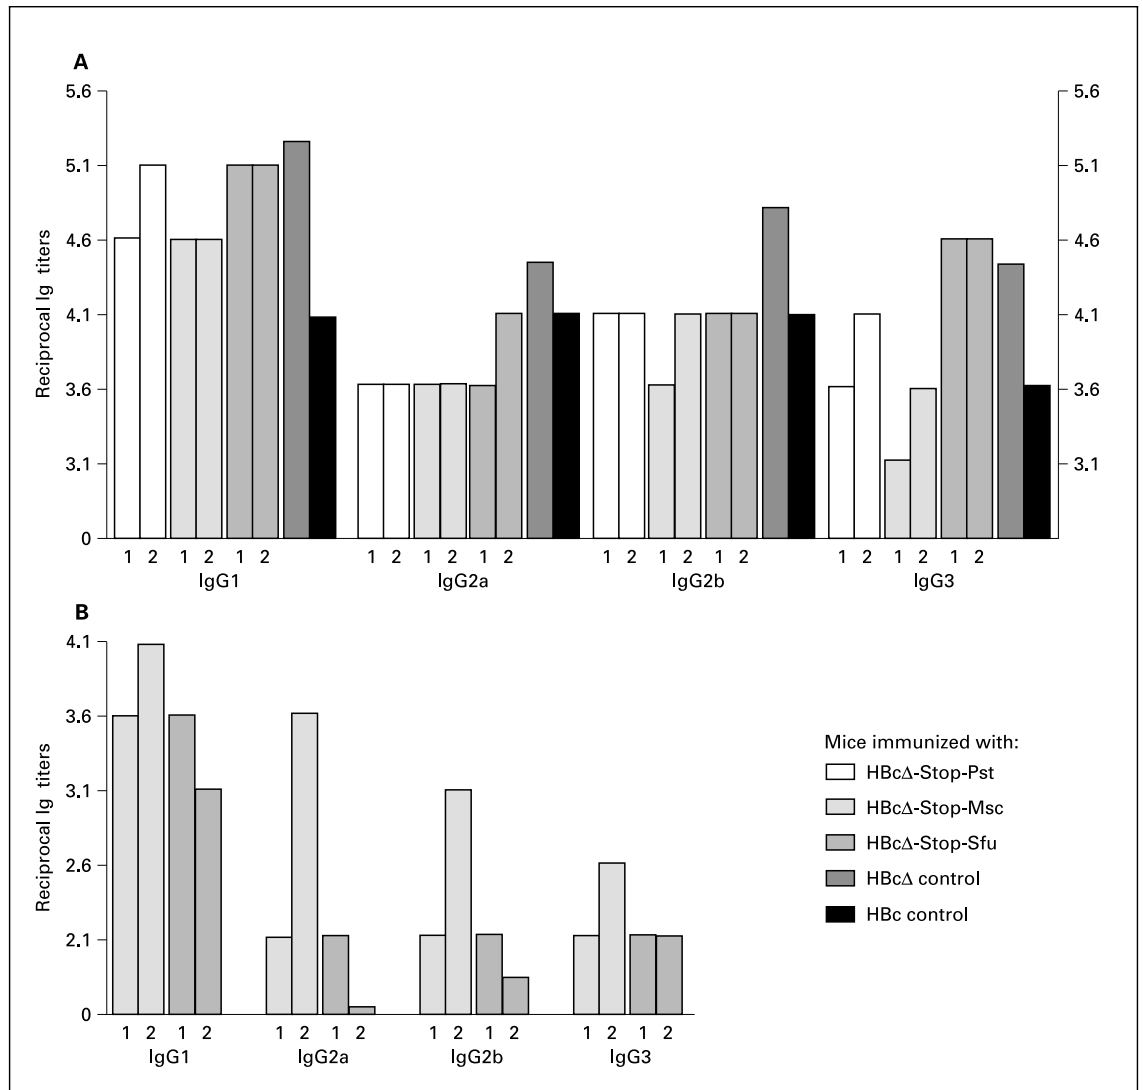 A
Reciprocal Ig titers
5.6
5.1
4.6
4.1
3.6
3.1
0
5.6
5.1
4.6
4.1
3.6
3.1
1 2 1 2 1 2
1 2 1 2 1 2
1 2 1 2 1 2
1 2 1 2 1 2
IgG1
IgG2a
IgG2b
IgG3
B
Reciprocal Ig titers
4.1
3.6
3.1
2.6
2.1
0
1 2 1 2
1 2 1 2
1 2 1 2
1 2 1 2
IgG1
IgG2a
IgG2b
IgG3
Mice immunized with:
HBcΔ-Stop-Pst
HBcΔ-Stop-Msc
HBcΔ-Stop-Sfu
HBcΔ control
HBc control